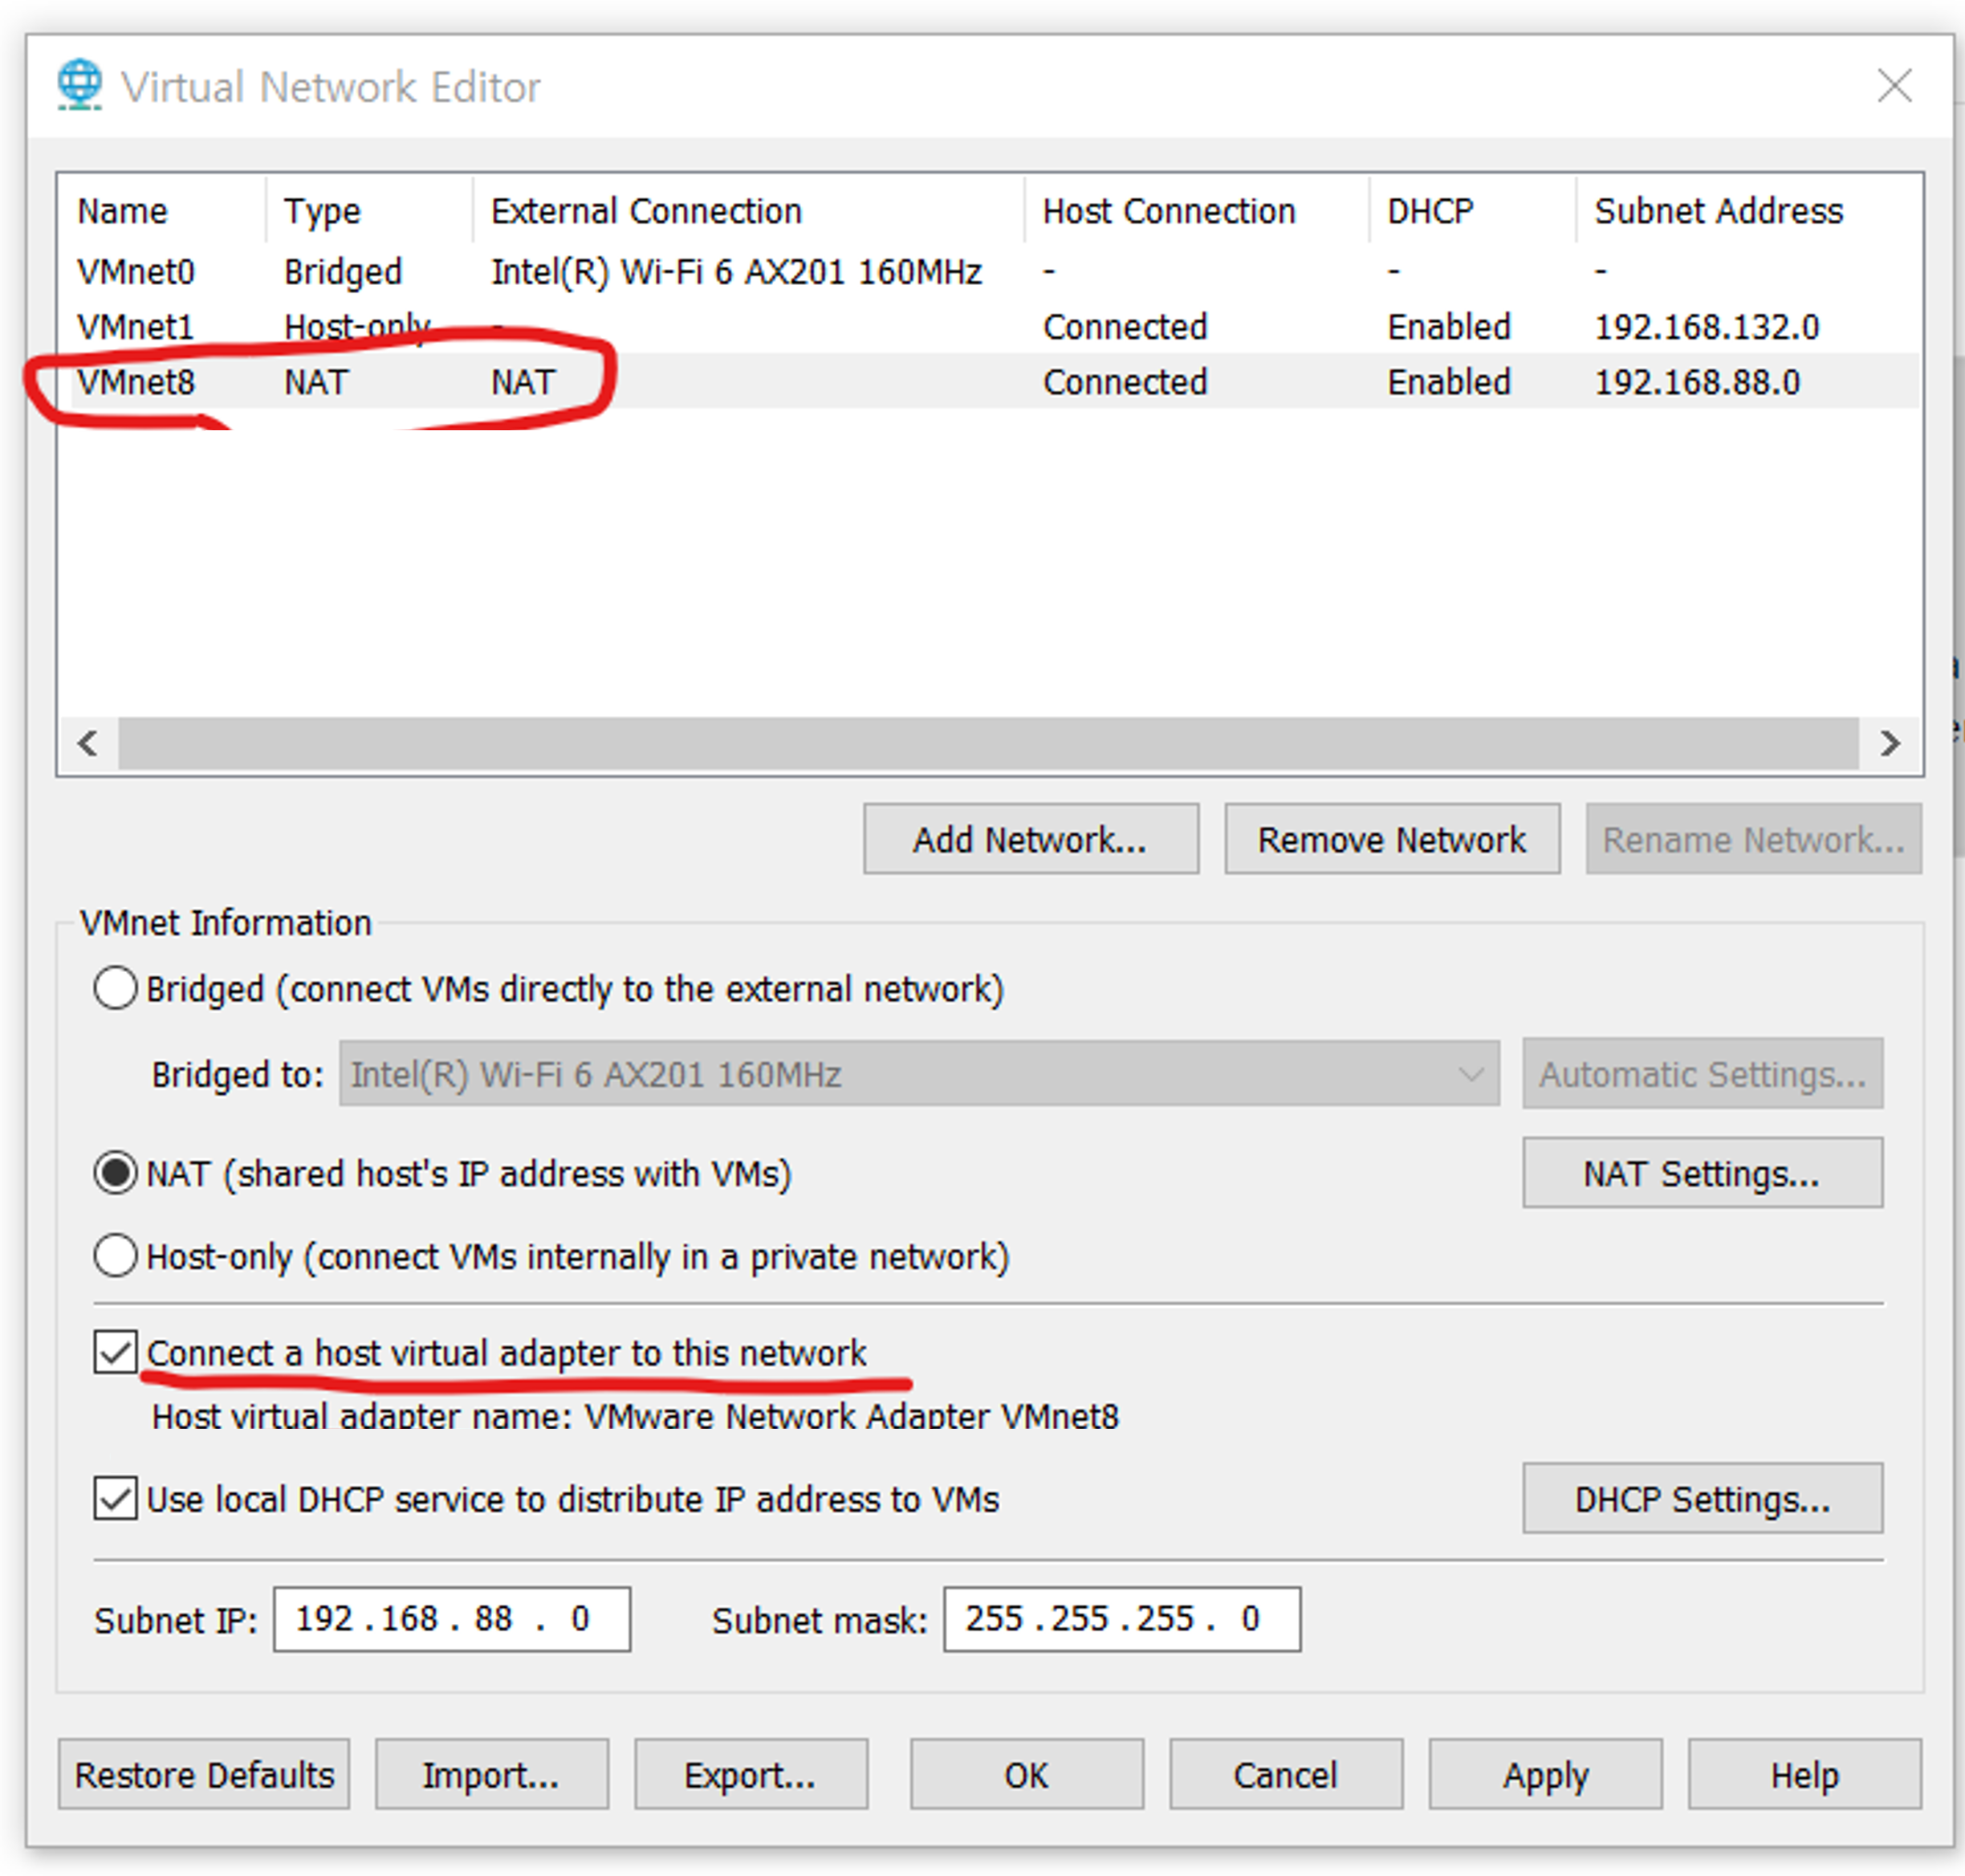 Virtual Network Editor
Name Type External Connection Host Connection DHCP Subnet Address
VMnet0 Bridged Intel(R) Wi-Fi 6 AX201 160MHz - - -
VMnet1 Host-only - Connected Enabled 192.168.132.0
VMnet8 NAT NAT Connected Enabled 192.168.88.0
Add Network... Remove Network Rename Network...
VMnet Information
Bridged (connect VMs directly to the external network)
Bridged to: Intel(R) Wi-Fi 6 AX201 160MHz Automatic Settings...
NAT (shared host's IP address with VMs) NAT Settings...
Host-only (connect VMs internally in a private network)
Connect a host virtual adapter to this network
Host virtual adapter name: VMware Network Adapter VMnet8
Use local DHCP service to distribute IP address to VMs DHCP Settings...
Subnet IP: 192 . 168 . 88 . 0 Subnet mask: 255 . 255 . 255 . 0
Restore Defaults Import... Export... OK Cancel Apply Help